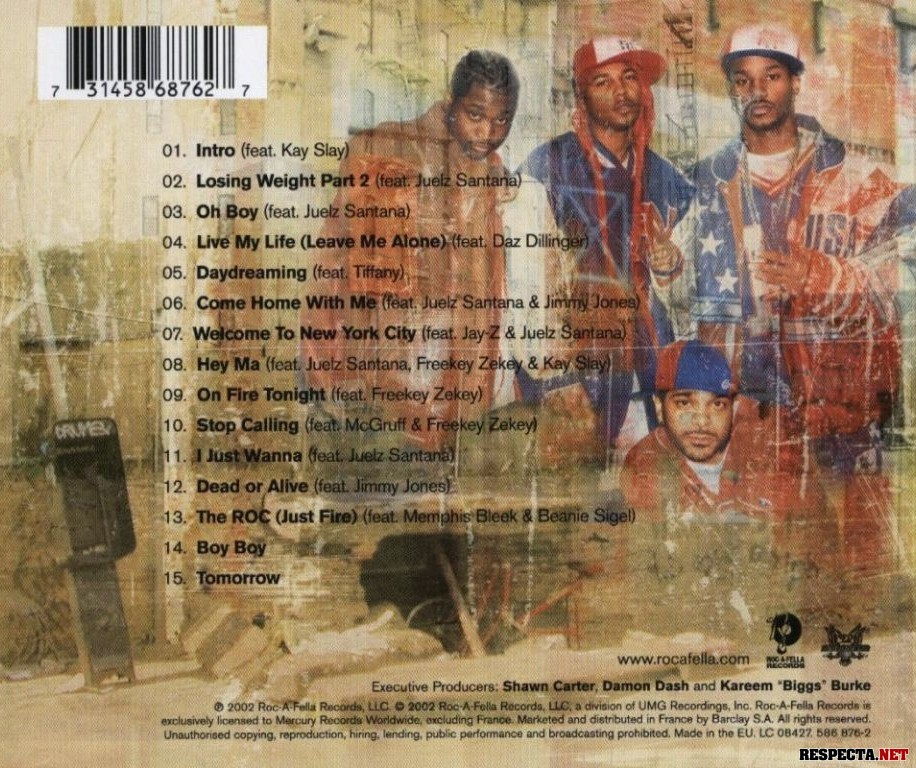 7 31458 68762 7
01. Intro (feat. Kay Slay)
02. Losing Weight Part 2 (feat. Juelz Santana)
03. Oh Boy (feat. Juelz Santana)
04. Live My Life (Leave Me Alone) (feat. Daz Dillinger)
05. Daydreaming (feat. Tiffany)
06. Come Home With Me (feat. Juelz Santana & Jimmy Jones)
07. Welcome To New York City (feat. Jay-Z & Juelz Santana)
08. Hey Ma (feat. Juelz Santana, Freekey Zekey & Kay Slay)
09. On Fire Tonight (feat. Freekey Zekey)
10. Stop Calling (feat. McGruff & Freekey Zekey)
11. I Just Wanna (feat. Juelz Santana)
12. Dead or Alive (feat. Jimmy Jones)
13. The ROC (Just Fire) (feat. Memphis Bleek & Beanie Sigel)
14. Boy Boy
15. Tomorrow
USA
www.rocafella.com
ROC-A-FELLA
RECORDS
Executive Producers: Shawn Carter, Damon Dash and Kareem "Biggs" Burke
℗ 2002 Roc-A-Fella Records, LLC. © 2002 Roc-A-Fella Records, LLC, a division of UMG Recordings, Inc. Roc-A-Fella Records is
exclusively licensed to Mercury Records Worldwide, excluding France. Marketed and distributed in France by Barclay S.A. All rights reserved.
Unauthorised copying, reproduction, hiring, lending, public performance and broadcasting prohibited. Made in the EU. LC 08427. 586 876-2
RESPECTA.NET